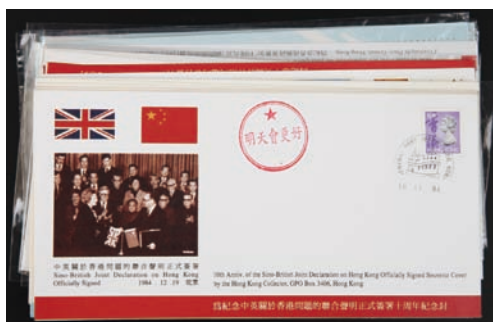 明天會更好
中英關於香港問題的聯合聲明正式簽署
Sino-British Joint Declaration on Hong Kong
Officially Signed 1984 . 12 . 19 北京
10th Anniv. of the Sino-British Joint Declaration on Hong Kong Officially Signed Souvenir Cover
by the Hong Kong Collector, GPO Box 3406, Hong Kong
爲紀念中英關於香港問題的聯合聲明正式簽署十周年紀念封